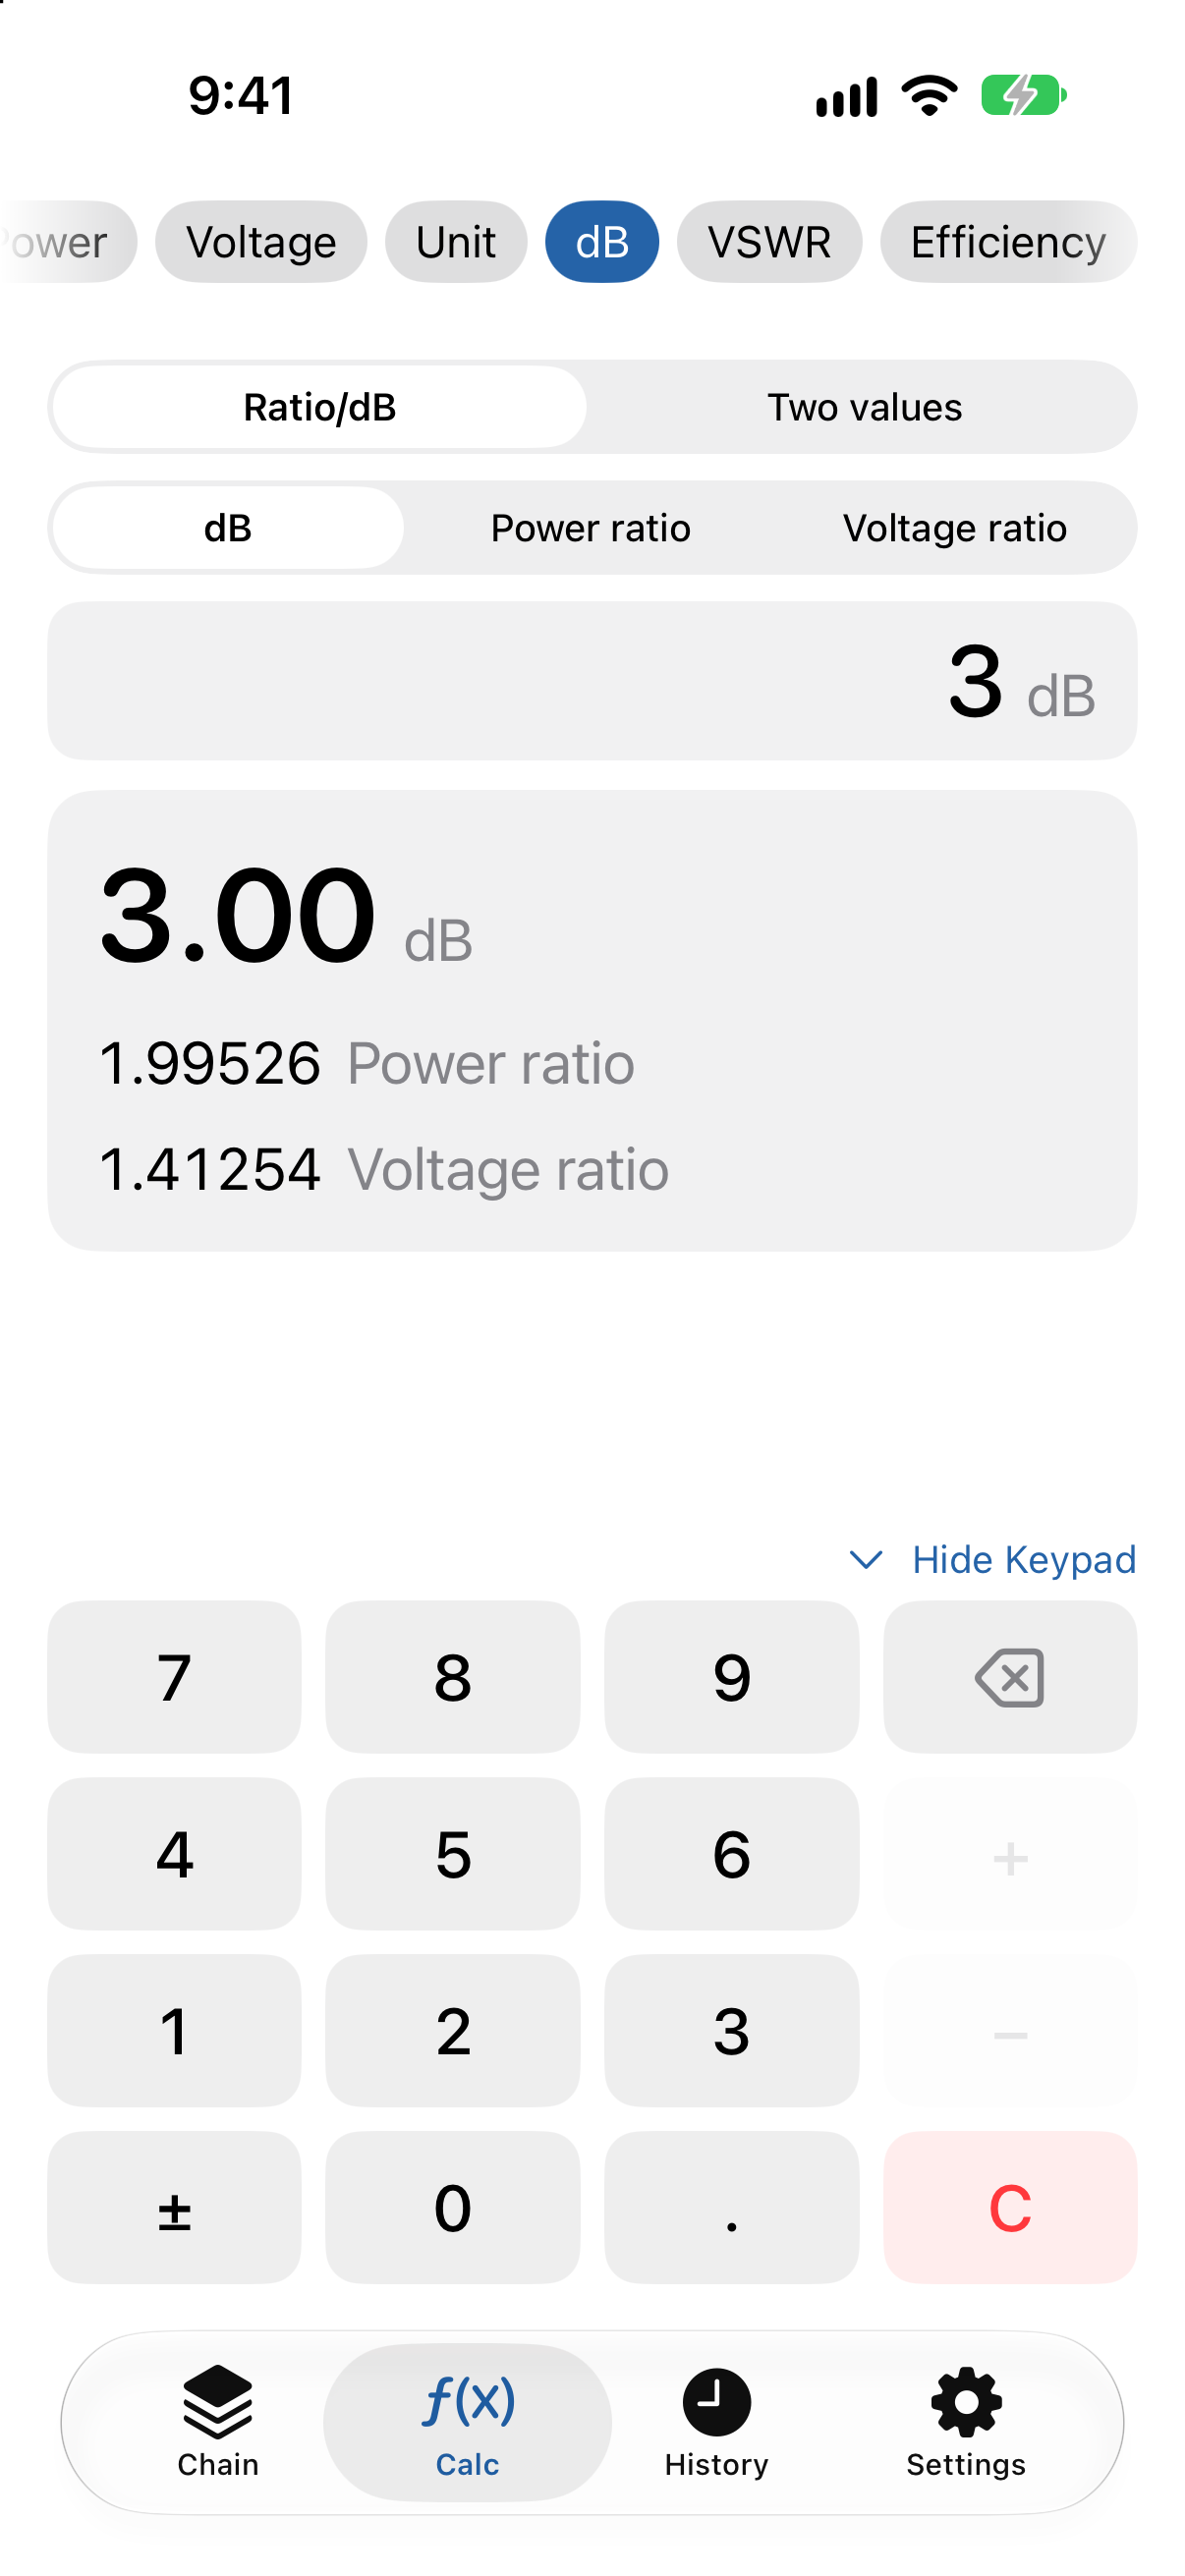 9:41
Power Voltage Unit dB VSWR Efficiency
Ratio/dB Two values
dB Power ratio Voltage ratio
3 dB
3.00 dB
1.99526 Power ratio
1.41254 Voltage ratio
Hide Keypad
7 8 9
4 5 6 +
1 2 3 −
± 0 . C
f(x)
Chain Calc History Settings